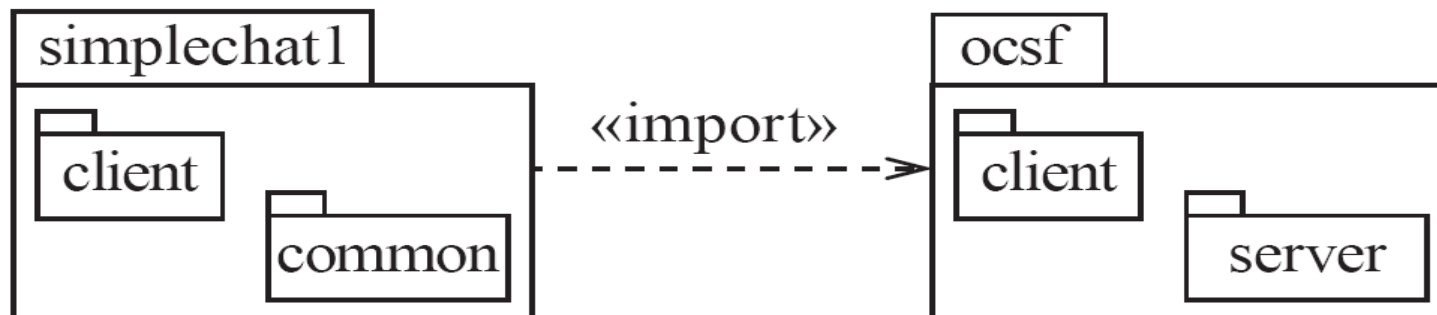 simplechat1
ocsf
«import»
client
client
common
server